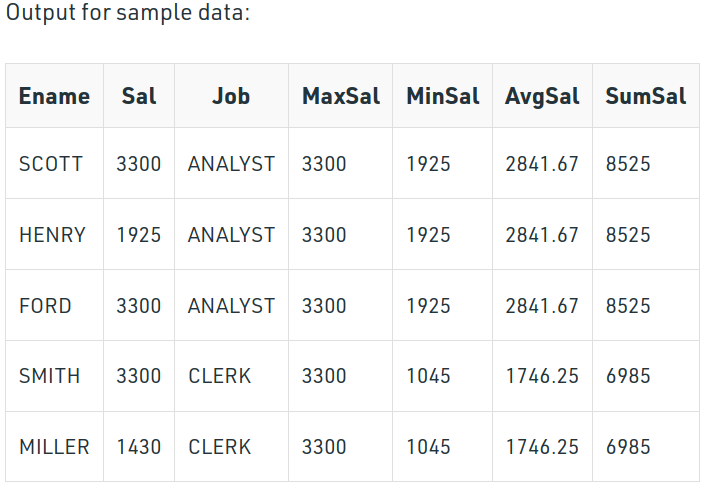 Output for sample data:
Ename Sal Job MaxSal MinSal AvgSal SumSal
SCOTT 3300 ANALYST 3300 1925 2841.67 8525
HENRY 1925 ANALYST 3300 1925 2841.67 8525
FORD 3300 ANALYST 3300 1925 2841.67 8525
SMITH 3300 CLERK 3300 1045 1746.25 6985
MILLER 1430 CLERK 3300 1045 1746.25 6985